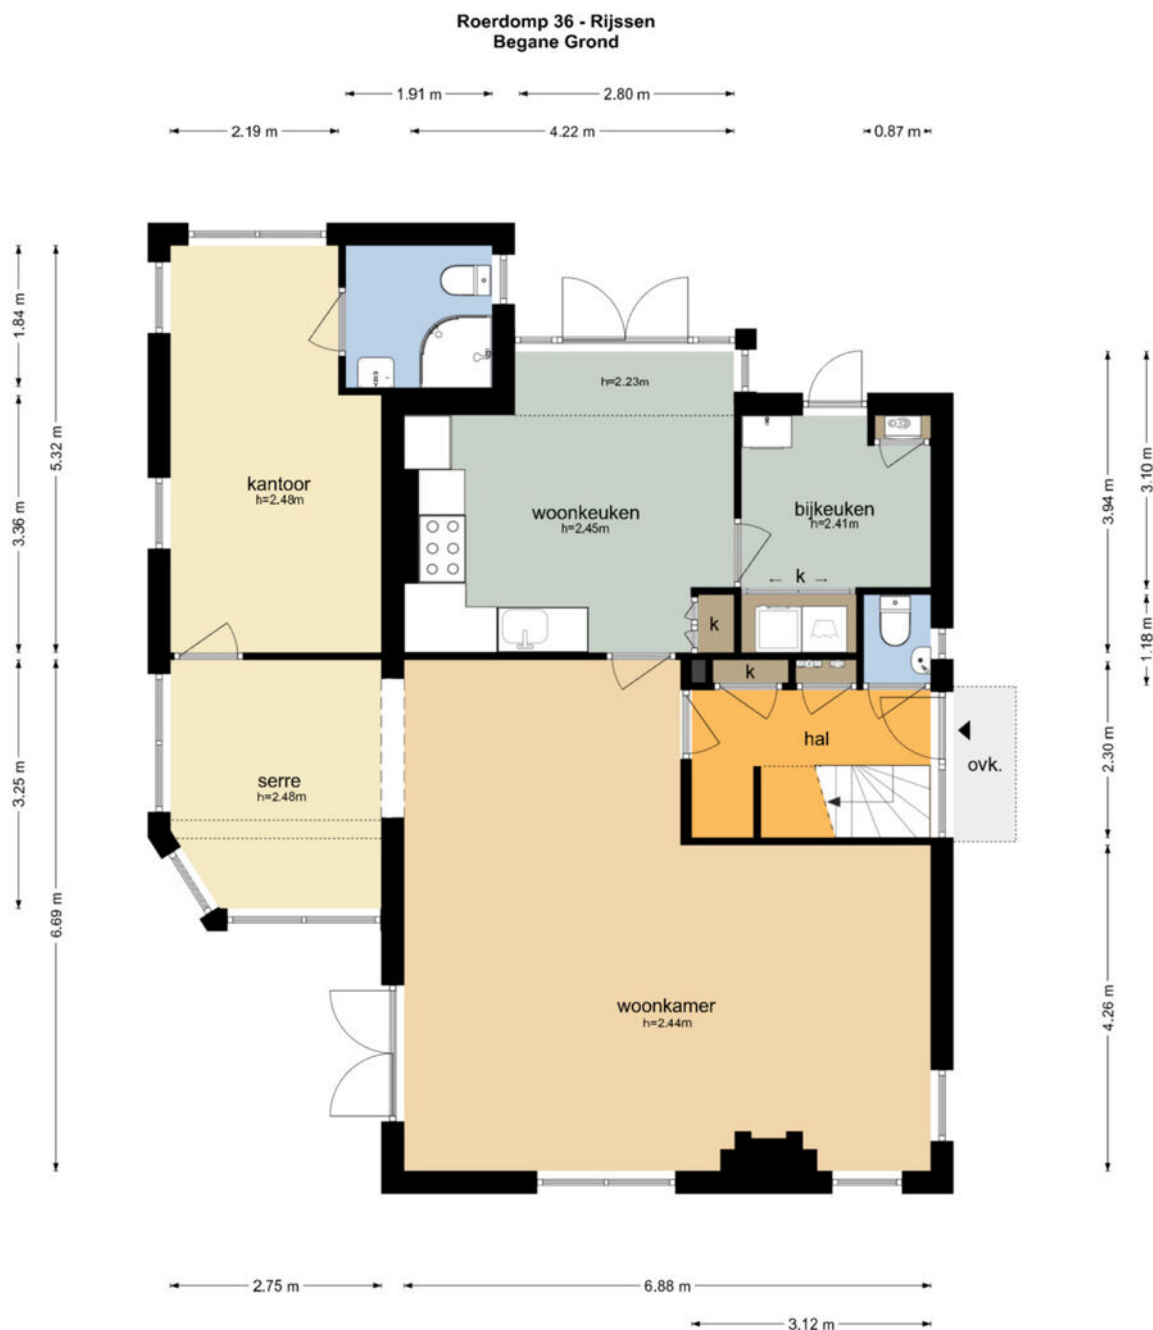 Roerdomp 36 - Rijssen
Begane Grond
1.91 m
2.80 m
2.19 m
4.22 m
0.87 m
1.84 m
5.32 m
3.36 m
3.94 m
3.10 m
1.18 m
h=2.23m
kantoor
h=2.48m
woonkeuken
h=2.45m
bijkeuken
h=2.41m
k
k
k
hal
ovk.
serre
h=2.48m
3.25 m
6.69 m
2.30 m
4.26 m
woonkamer
h=2.44m
2.75 m
6.88 m
3.12 m